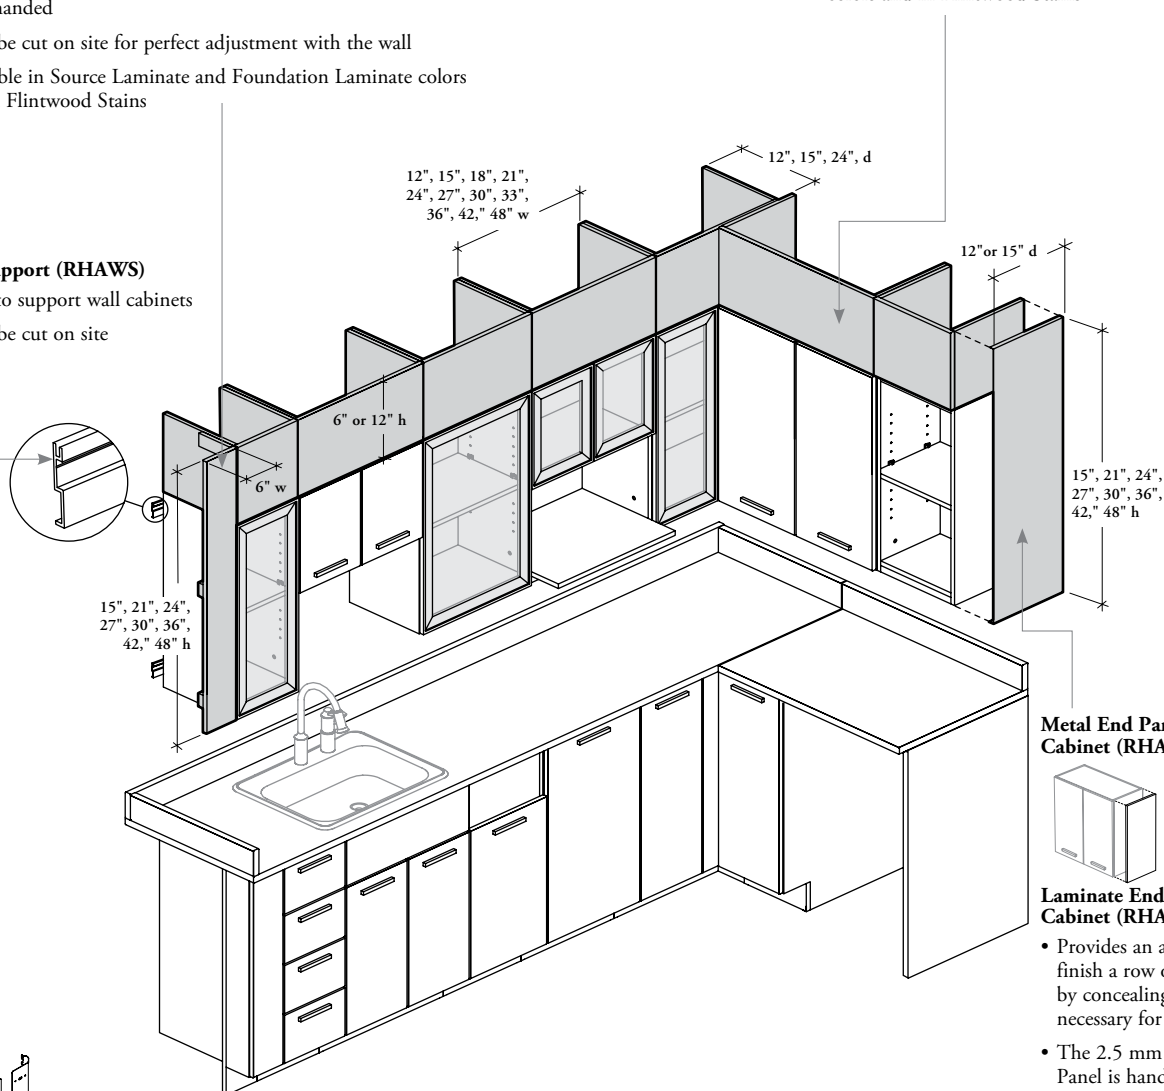 handed
be cut on site for perfect adjustment with the wall
ble in Source Laminate and Foundation Laminate colors
Flintwood Stains
12", 15", 24", d
12", 15", 18", 21",
24", 27", 30", 33",
36", 42," 48" w
12"or 15" d
pport (RHAWS)
to support wall cabinets
be cut on site
6" or 12" h
6" w
15", 21", 24",
27", 30", 36",
42," 48" h
15", 21", 24",
27", 30", 36",
42," 48" h
Metal End Pan
Cabinet (RHA
Laminate End
Cabinet (RHA
• Provides an a
finish a row o
by concealing
necessary for
• The 2.5 mm
Panel is hand